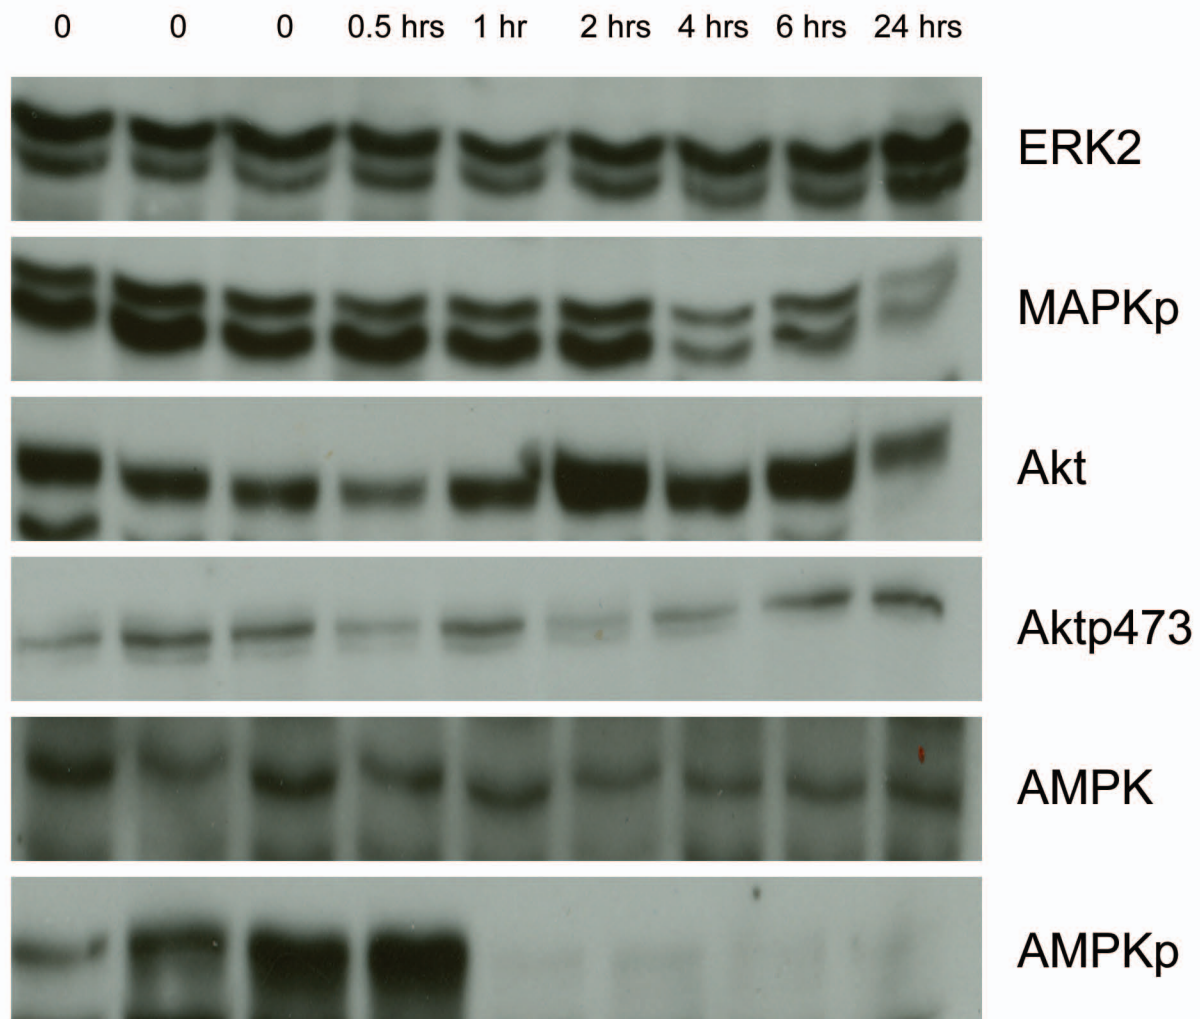 0 0 0 0.5 hrs 1 hr 2 hrs 4 hrs 6 hrs 24 hrs
ERK2
MAPKp
Akt
Aktp473
AMPK
AMPKp